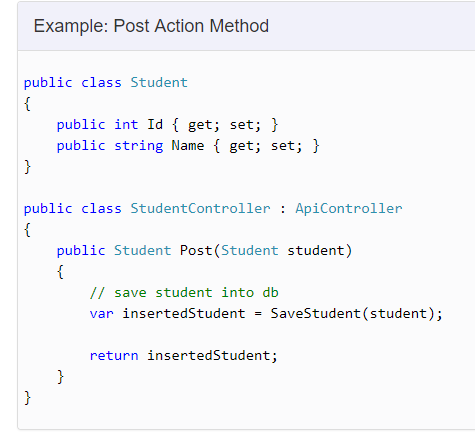 Example: Post Action Method
public class Student
{
    public int Id { get; set; }
    public string Name { get; set; }
}
public class StudentController : ApiController
{
    public Student Post(Student student)
    {
        // save student into db
        var insertedStudent = SaveStudent(student);
        return insertedStudent;
    }
}